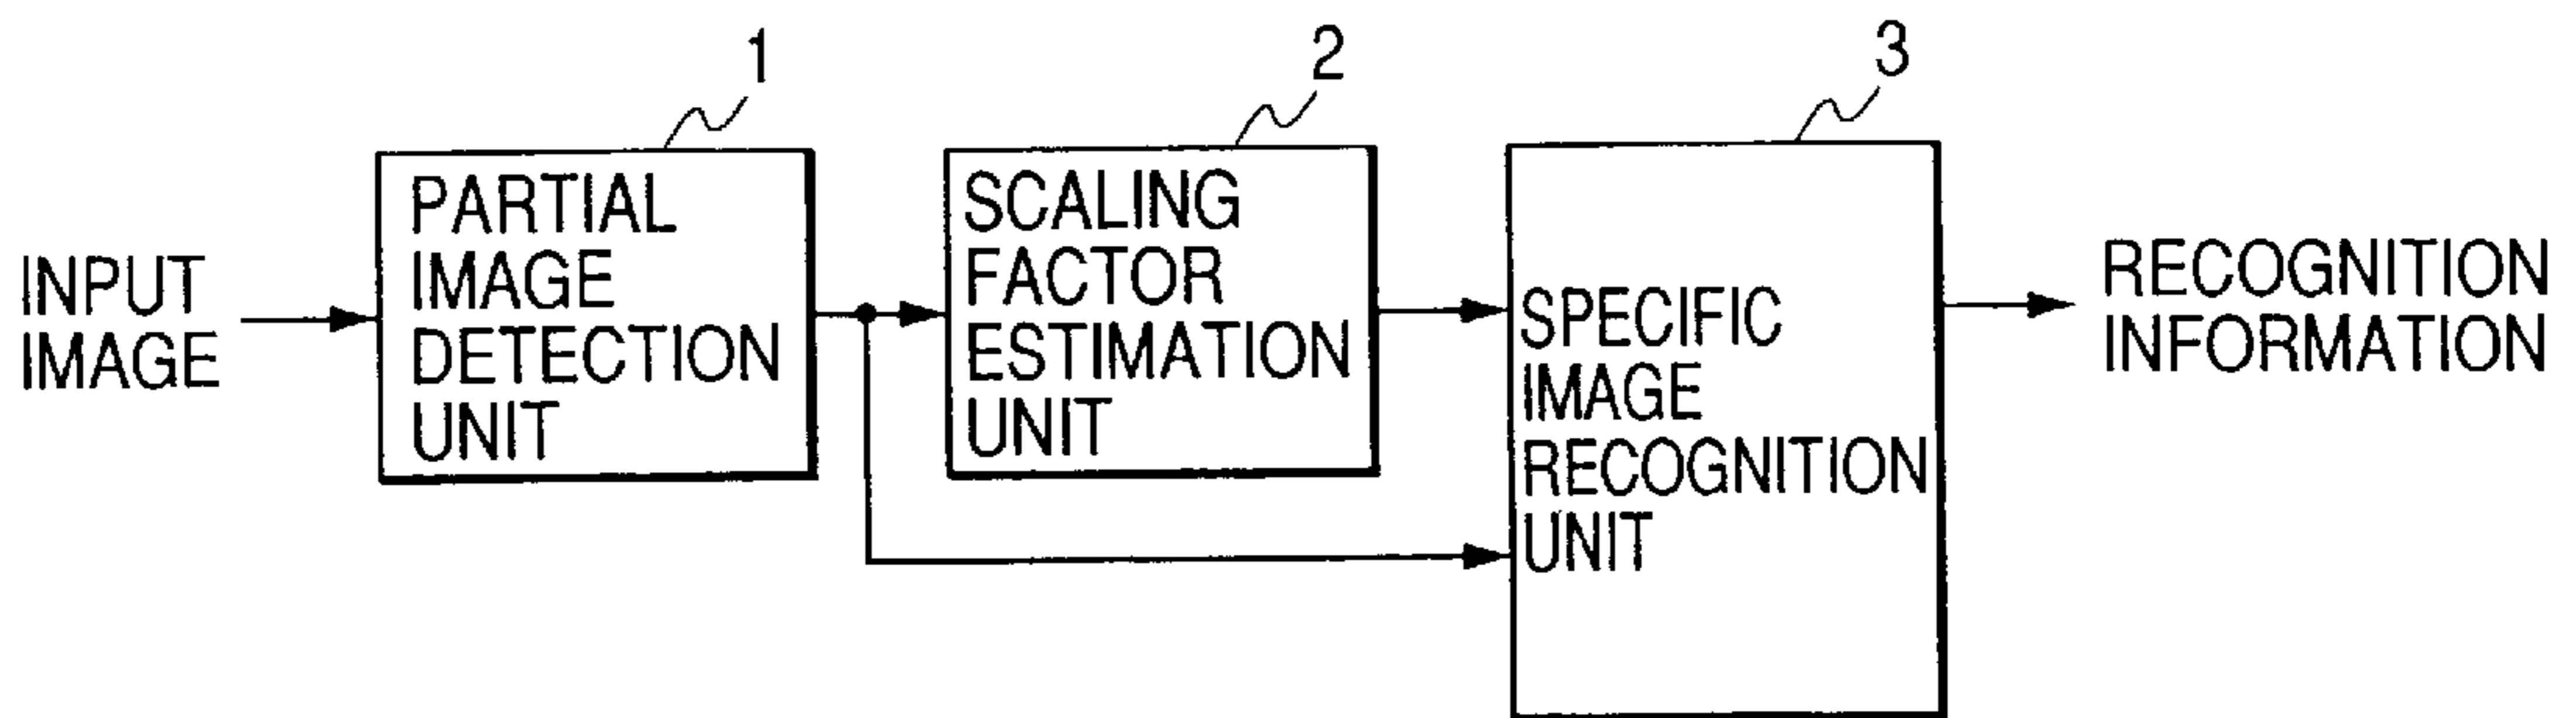 1
2
3
INPUT
IMAGE
PARTIAL
IMAGE
DETECTION
UNIT
SCALING
FACTOR
ESTIMATION
UNIT
SPECIFIC
IMAGE
RECOGNITION
UNIT
RECOGNITION
INFORMATION